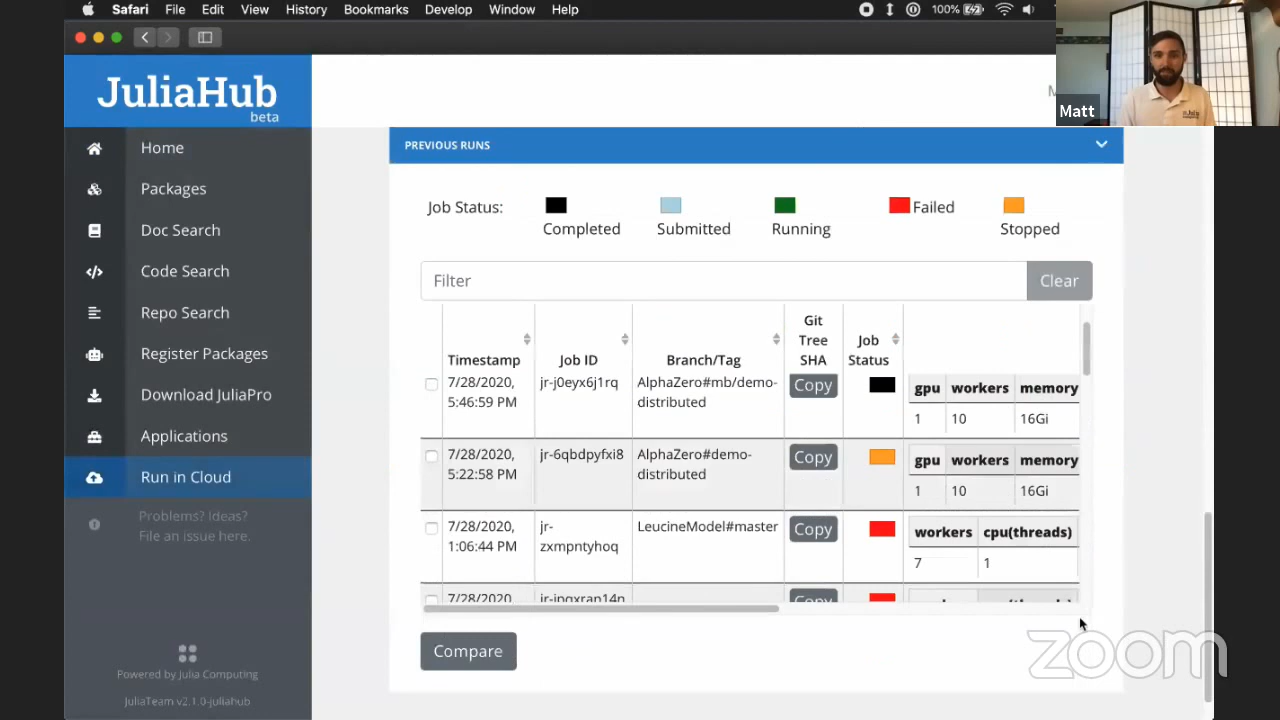 Safari File Edit View History Bookmarks Develop Window Help 100%
JuliaHub
beta
Matt
Home
Packages
Doc Search
Code Search
Repo Search
Register Packages
Download JuliaPro
Applications
Run in Cloud
Problems? Ideas?
File an issue here.
Powered by Julia Computing
JuliaTeam v2.1.0-juliahub
PREVIOUS RUNS
Job Status: Completed Submitted Running Failed Stopped
Filter Clear
Timestamp Job ID Branch/Tag Git Tree SHA Job Status
7/28/2020, 5:46:59 PM jr-j0eyx6j1rq AlphaZero#mb/demo-distributed Copy
gpu workers memory
1 10 16Gi
7/28/2020, 5:22:58 PM jr-6qbdpyfxi8 AlphaZero#demo-distributed Copy
gpu workers memory
1 10 16Gi
7/28/2020, 1:06:44 PM jr-zxmpntyhoq LeucineModel#master Copy
workers cpu(threads)
7 1
7/28/2020, Copy
Compare
zoom